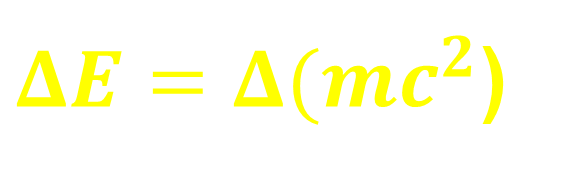 ΔE = Δ(mc²)